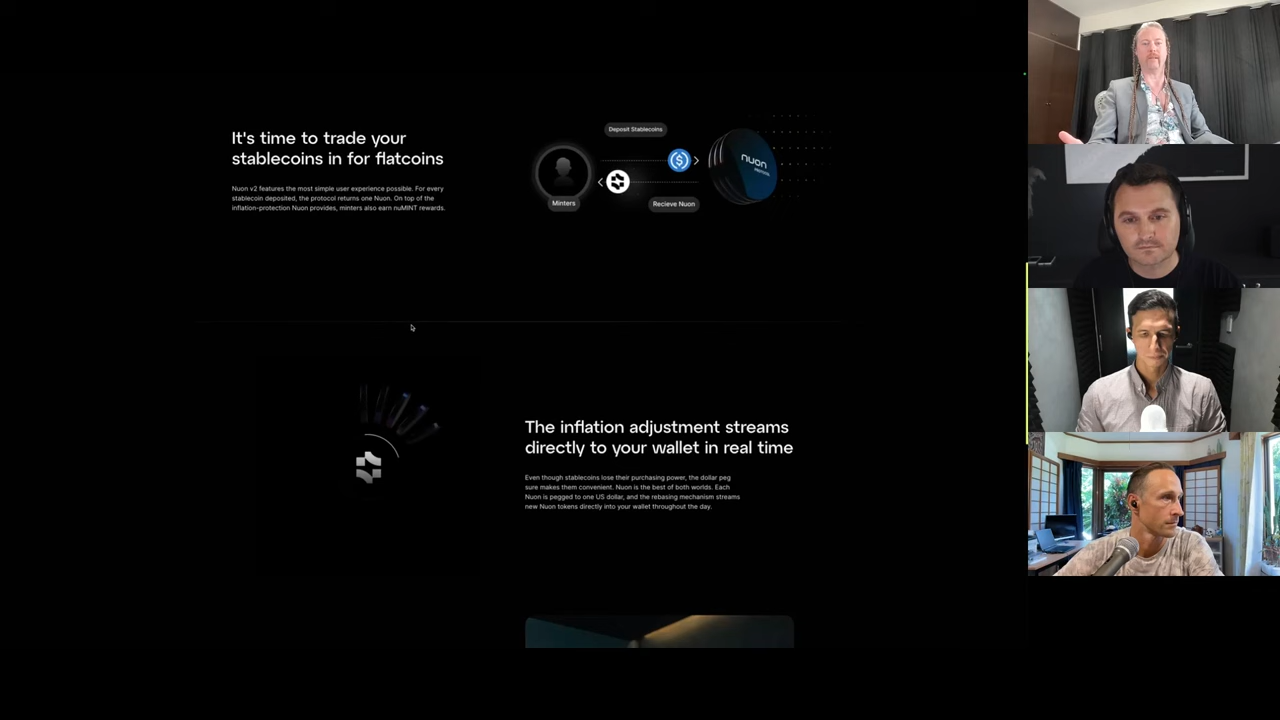 It's time to trade your
stablecoins in for flatcoins
Nuon v2 features the most simple user experience possible. For every
stablecoin deposited, the protocol returns one Nuon. On top of the
inflation-protection Nuon provides, minters also earn nuMINT rewards.
Deposit Stablecoins
nuon
Minters
Recieve Nuon
The inflation adjustment streams
directly to your wallet in real time
Even though stablecoins lose their purchasing power, the dollar peg
sure makes them convenient. Nuon is the best of both worlds. Each
Nuon is pegged to one US dollar, and the rebasing mechanism streams
new Nuon tokens directly into your wallet throughout the day.